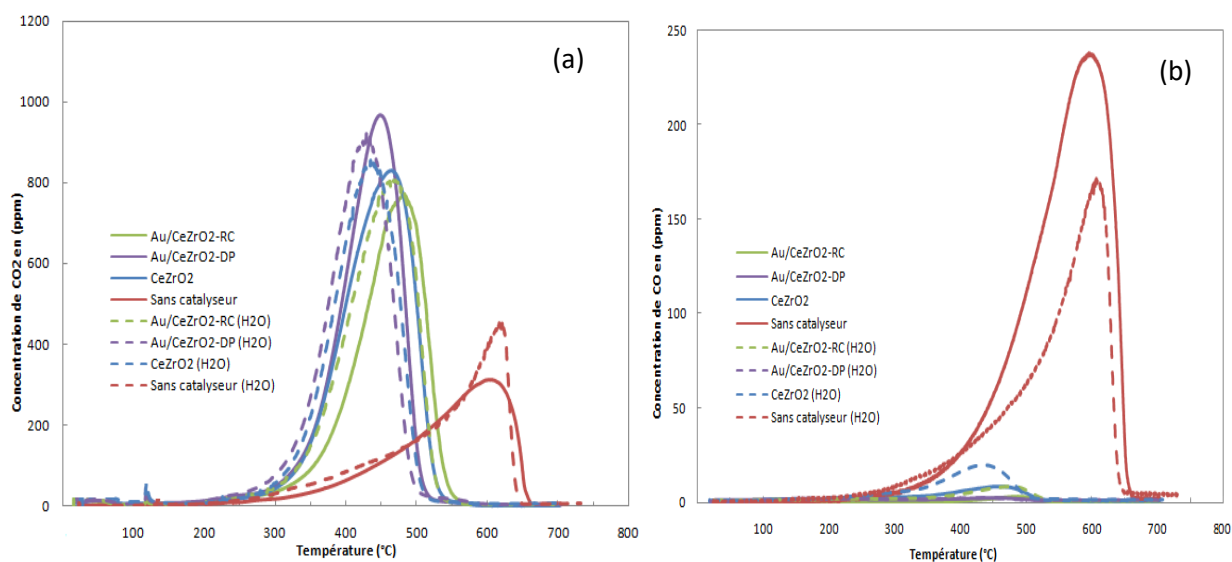 (a)
Concentration de CO2 en (ppm)
1200
1000
800
600
400
200
0
Au/CeZrO2-RC
Au/CeZrO2-DP
CeZrO2
Sans catalyseur
Au/CeZrO2-RC (H2O)
Au/CeZrO2-DP (H2O)
CeZrO2 (H2O)
Sans catalyseur (H2O)
100 200 300 400 500 600 700 800
Température (°C)
(b)
Concentration de CO en (ppm)
250
200
150
100
50
0
Au/CeZrO2-RC
Au/CeZrO2-DP
CeZrO2
Sans catalyseur
Au/CeZrO2-RC (H2O)
Au/CeZrO2-DP (H2O)
CeZrO2 (H2O)
Sans catalyseur (H2O)
100 200 300 400 500 600 700 800
Température (°C)